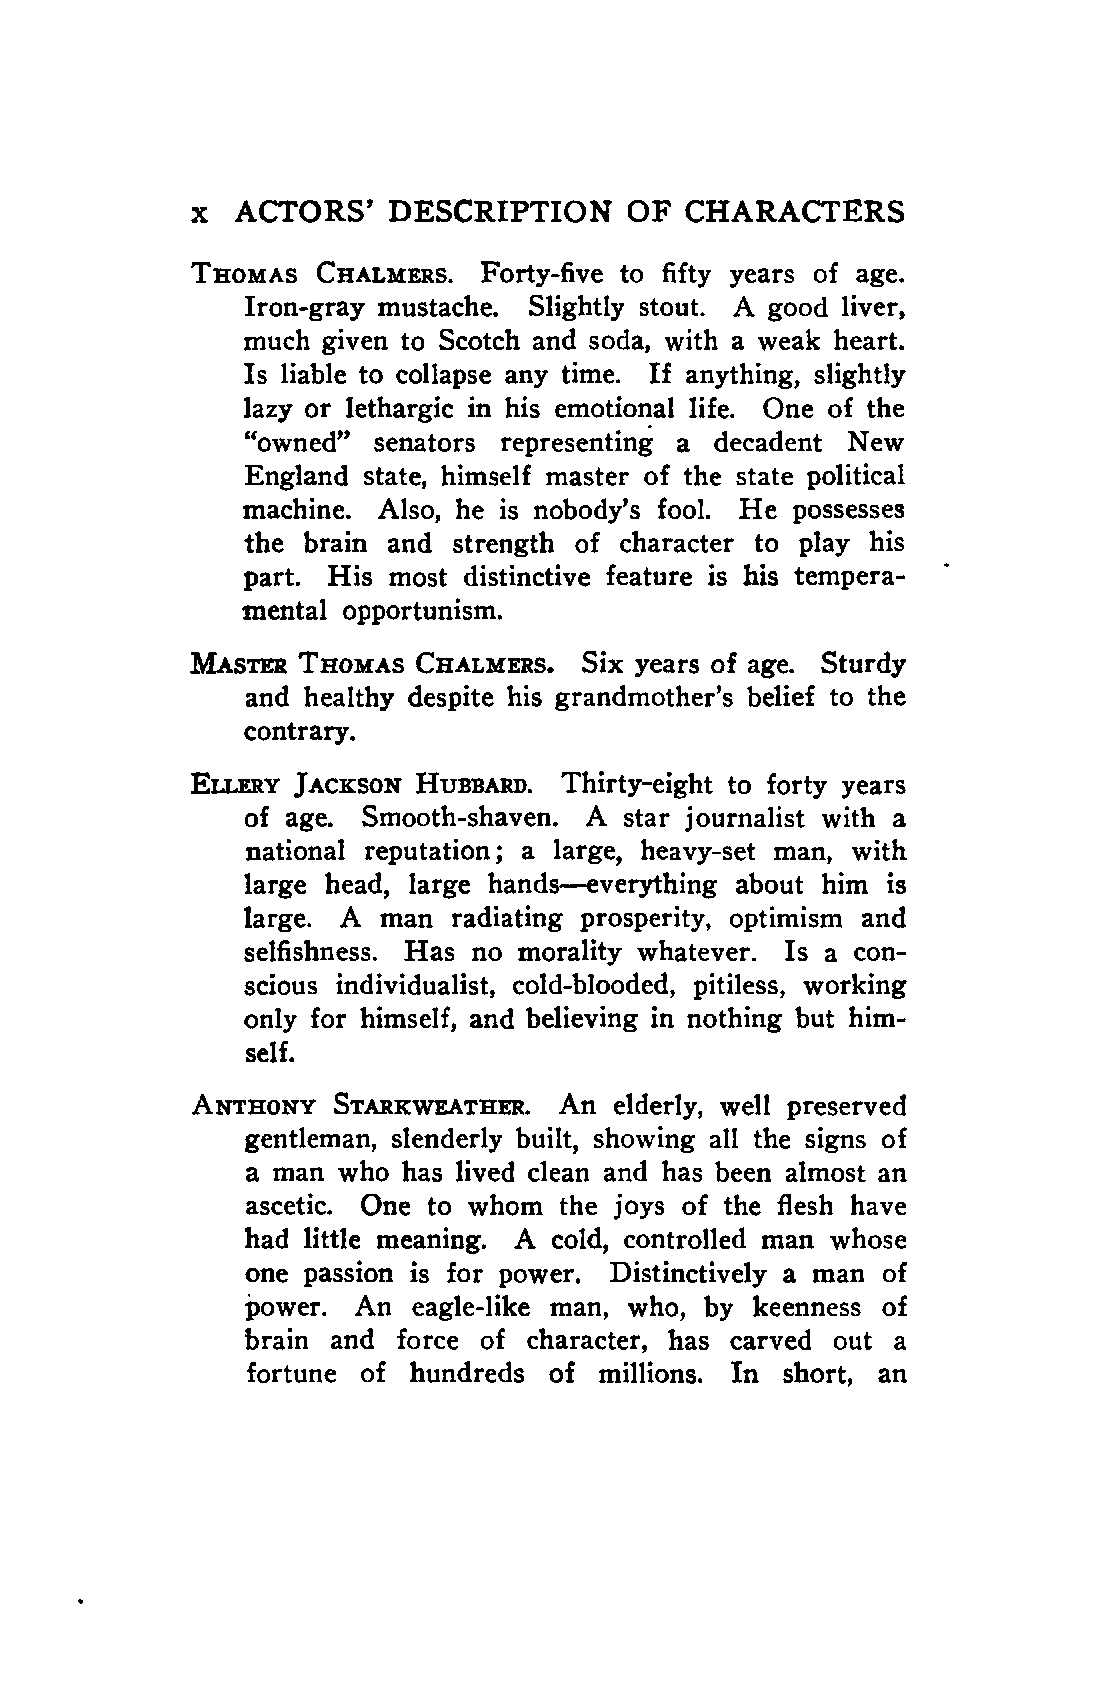 x ACTORS' DESCRIPTION OF CHARACTERS
THOMAS CHALMERS. Forty-five to fifty years of age.
Iron-gray mustache. Slightly stout. A good liver,
much given to Scotch and soda, with a weak heart.
Is liable to collapse any time. If anything, slightly
lazy or lethargic in his emotional life. One of the
"owned" senators representing a decadent New
England state, himself master of the state political
machine. Also, he is nobody's fool. He possesses
the brain and strength of character to play his
part. His most distinctive feature is his tempera-
mental opportunism.
MASTER THOMAS CHALMERS. Six years of age. Sturdy
and healthy despite his grandmother's belief to the
contrary.
ELLERY JACKSON HUBBARD. Thirty-eight to forty years
of age. Smooth-shaven. A star journalist with a
national reputation; a large, heavy-set man, with
large head, large hands—everything about him is
large. A man radiating prosperity, optimism and
selfishness. Has no morality whatever. Is a con-
scious individualist, cold-blooded, pitiless, working
only for himself, and believing in nothing but him-
self.
ANTHONY STARKWEATHER. An elderly, well preserved
gentleman, slenderly built, showing all the signs of
a man who has lived clean and has been almost an
ascetic. One to whom the joys of the flesh have
had little meaning. A cold, controlled man whose
one passion is for power. Distinctively a man of
power. An eagle-like man, who, by keenness of
brain and force of character, has carved out a
fortune of hundreds of millions. In short, an